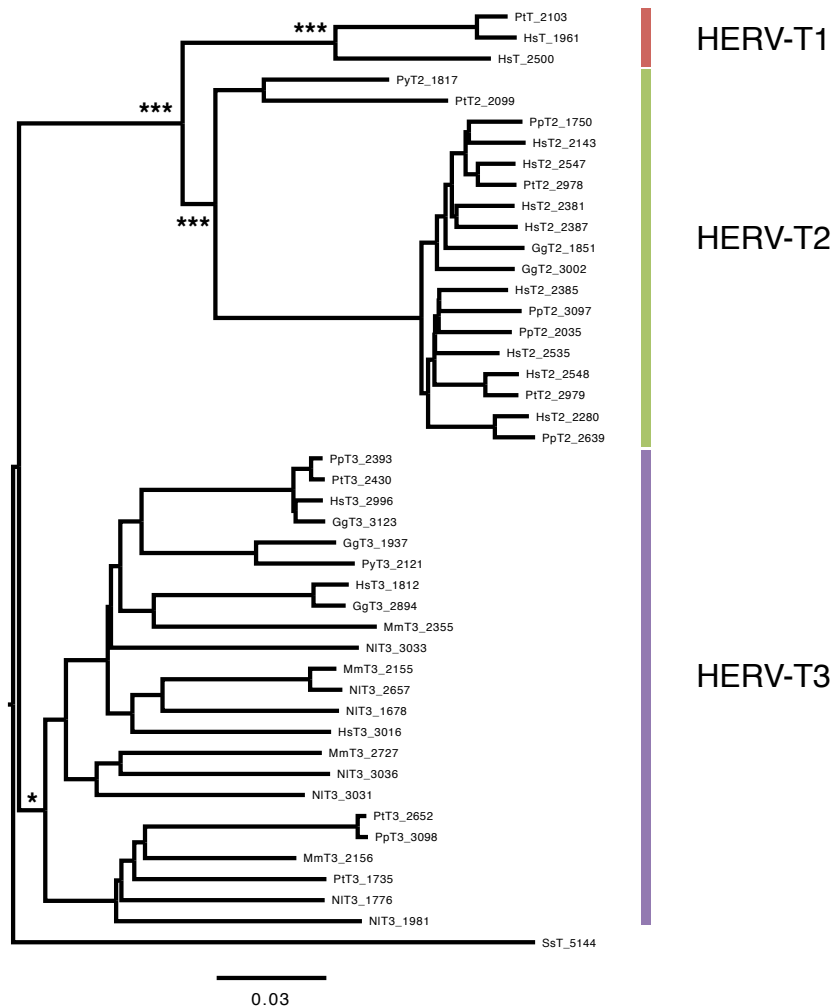 PtT_2103
HsT_1961
HERV-T1
HsT_2500
***
***
PyT2_1817
PtT2_2099
***
PpT2_1750
HsT2_2143
HsT2_2547
PtT2_2978
HsT2_2381
HsT2_2387
HERV-T2
GgT2_1851
GgT2_3002
HsT2_2385
PpT2_3097
PpT2_2035
HsT2_2535
HsT2_2548
PtT2_2979
HsT2_2280
PpT2_2639
PpT3_2393
PtT3_2430
HsT3_2996
GgT3_3123
GgT3_1937
PyT3_2121
HsT3_1812
GgT3_2894
MmT3_2355
NlT3_3033
MmT3_2155
HERV-T3
NlT3_2657
NlT3_1678
HsT3_3016
MmT3_2727
NlT3_3036
NlT3_3031
*
PtT3_2652
PpT3_3098
MmT3_2156
PtT3_1735
NlT3_1776
NlT3_1981
SsT_5144
0.03